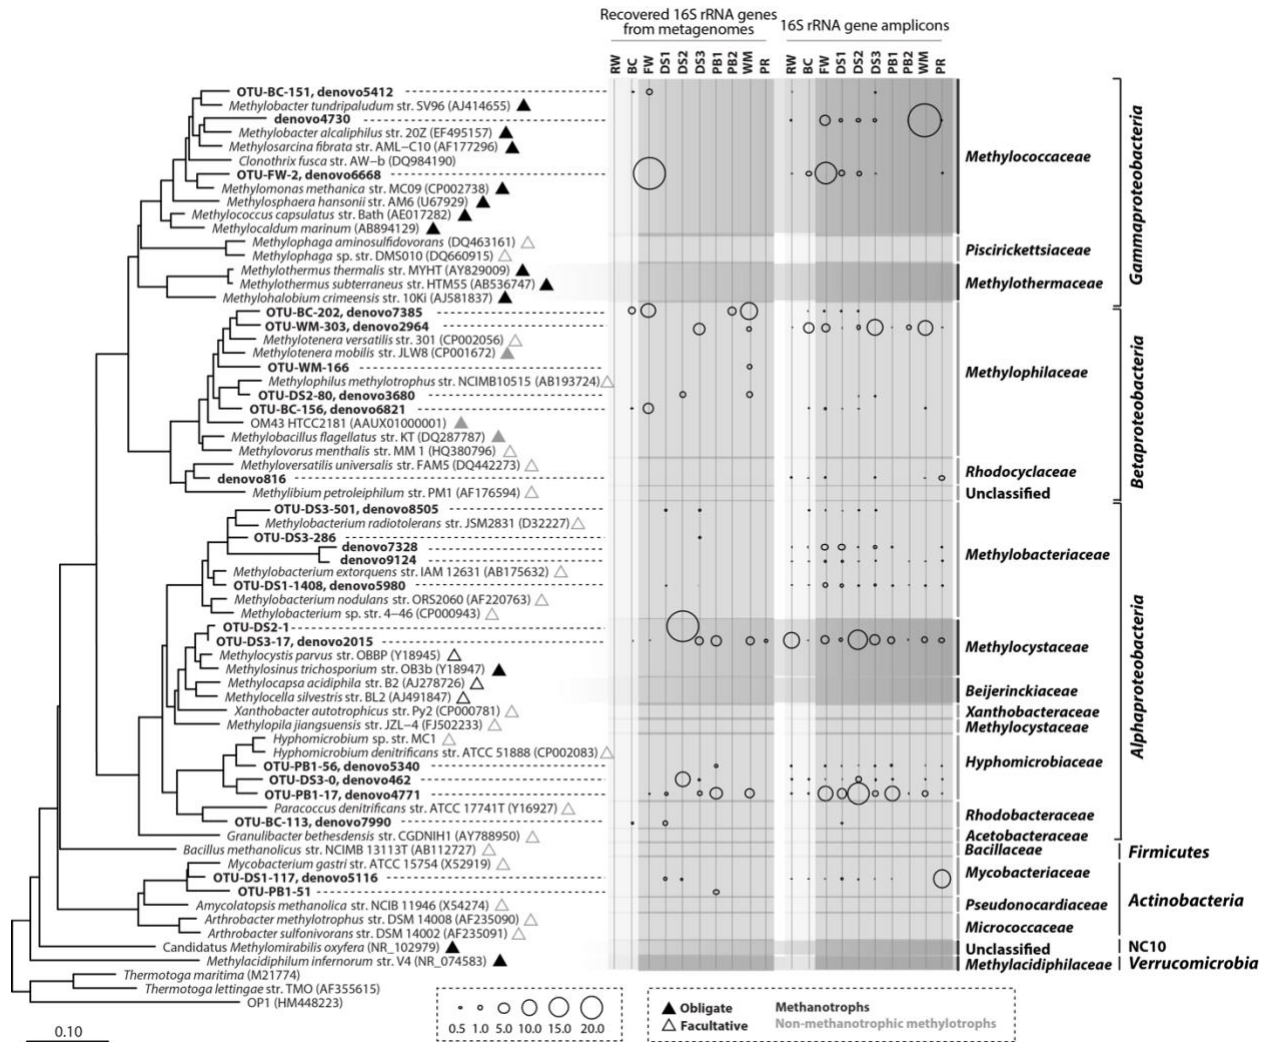 Recovered 16S rRNA genes
from metagenomes
16S rRNA gene amplicons
RW BC FW DS1 DS2 DS3 PB1 PB2 WM PR
RW BC FW DS1 DS2 DS3 PB1 PB2 WM PR
OTU-BC-151, denovo5412
Methylobacter tundripaludum str. SV96 (AJ414655)
denovo4730
Methylobacter alcaliphilus str. 20Z (EF495157)
Methylosarcina fibrata str. AML-C10 (AF177296)
Clonothrix fusca str. AW-b (DQ984190)
OTU-FW-2, denovo6668
Methylomonas methanica str. MC09 (CP002738)
Methylosphaera hansonii str. AM6 (U67929)
Methylococcus capsulatus str. Bath (AE017282)
Methylocaldum marinum (AB894129)
Methylophaga aminosulfidovorans (DQ463161)
Methylophaga sp. str. DMS010 (DQ660915)
Methylothermus thermalis str. MYHT (AY829009)
Methylothermus subterraneus str. HTM55 (AB536747)
Methylohalobium crimeensis str. 10Ki (AJ581837)
OTU-BC-202, denovo7385
OTU-WM-303, denovo2964
Methylotenera versatilis str. 301 (CP002056)
Methylotenera mobilis str. JLW8 (CP001672)
OTU-WM-166
Methylophilus methylotrophus str. NCIMB10515 (AB193724)
OTU-DS2-80, denovo3680
OTU-BC-156, denovo6821
OM43 HTCC2181 (AAUX01000001)
Methylobacillus flagellatus str. KT (DQ287787)
Methylovorus menthalis str. MM 1 (HQ380796)
Methyloversatilis universalis str. FAM5 (DQ442273)
denovo816
Methylibium petroleiphilum str. PM1 (AF176594)
OTU-DS3-501, denovo8505
Methylobacterium radiotolerans str. JSM2831 (D32227)
OTU-DS3-286
denovo7328
denovo9124
Methylobacterium extorquens str. IAM 12631 (AB175632)
OTU-DS1-1408, denovo5980
Methylobacterium nodulans str. ORS2060 (AF220763)
Methylobacterium sp. str. 4-46 (CP000943)
OTU-DS2-1
OTU-DS3-17, denovo2015
Methylocystis parvus str. OBBP (Y18945)
Methylosinus trichosporium str. OB3b (Y18947)
Methylocapsa acidiphila str. B2 (AJ278726)
Methylocella silvestris str. BL2 (AJ491847)
Xanthobacter autotrophicus str. Py2 (CP000781)
Methylopila jiangsuensis str. JZL-4 (FJ502233)
Hyphomicrobium sp. str. MC1
Hyphomicrobium denitrificans str. ATCC 51888 (CP002083)
OTU-PB1-56, denovo5340
OTU-DS3-0, denovo462
OTU-PB1-17, denovo4771
Paracoccus denitrificans str. ATCC 17741T (Y16927)
OTU-BC-113, denovo7990
Granulibacter bethesdensis str. CGDNIH1 (AY788950)
Bacillus methanolicus str. NCIMB 13113T (AB112727)
Mycobacterium gastri str. ATCC 15754 (X52919)
OTU-DS1-117, denovo5116
OTU-PB1-51
Amycolatopsis methanolica str. NCIB 11946 (X54274)
Arthrobacter methylotrophus str. DSM 14008 (AF235090)
Arthrobacter sulfonivorans str. DSM 14002 (AF235091)
Candidatus Methylomirabilis oxyfera (NR_102979)
Methylacidiphilum infernorum str. V4 (NR_074583)
Thermotoga maritima (M21774)
Thermotoga lettingae str. TMO (AF355615)
OP1 (HM448223)
0.10
Methylococcaceae
Piscirickettsiaceae
Methylothermaceae
Methylophilaceae
Rhodocyclaceae
Unclassified
Methylobacteriaceae
Methylocystaceae
Beijerinckiaceae
Xanthobacteraceae
Methylocystaceae
Hyphomicrobiaceae
Rhodobacteraceae
Acetobacteraceae
Bacillaceae
Mycobacteriaceae
Pseudonocardiaceae
Micrococcaceae
Unclassified
Methylacidiphilaceae
Gammaproteobacteria
Betaproteobacteria
Alphaproteobacteria
Firmicutes
Actinobacteria
NC10
Verrucomicrobia
0.5 1.0 5.0 10.0 15.0 20.0
Obligate Methanotrophs
Facultative Non-methanotrophic methylotrophs